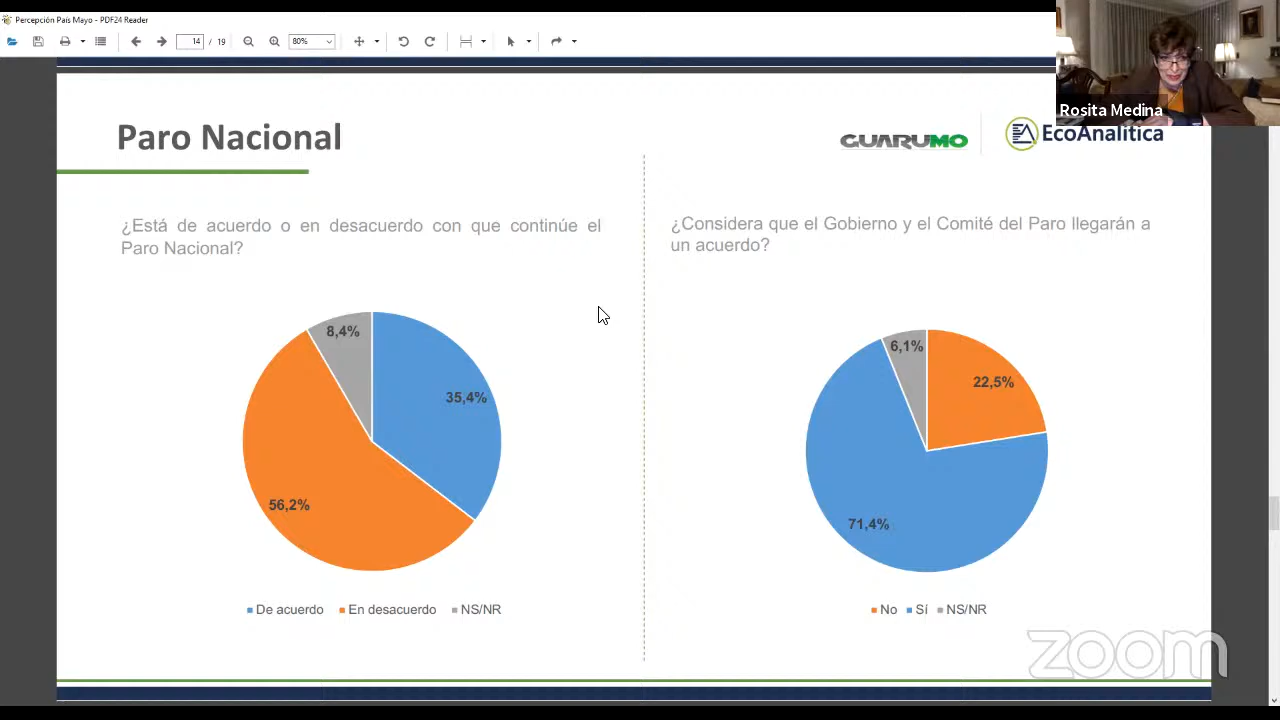 Percepción País Mayo - PDF24 Reader
14 / 19
80%
Rosita Medina
Paro Nacional
GUARUMO
EcoAnalítica
¿Está de acuerdo o en desacuerdo con que continúe el
Paro Nacional?
8,4%
35,4%
56,2%
De acuerdo En desacuerdo NS/NR
¿Considera que el Gobierno y el Comité del Paro llegarán a
un acuerdo?
6,1%
22,5%
71,4%
No Sí NS/NR
zoom